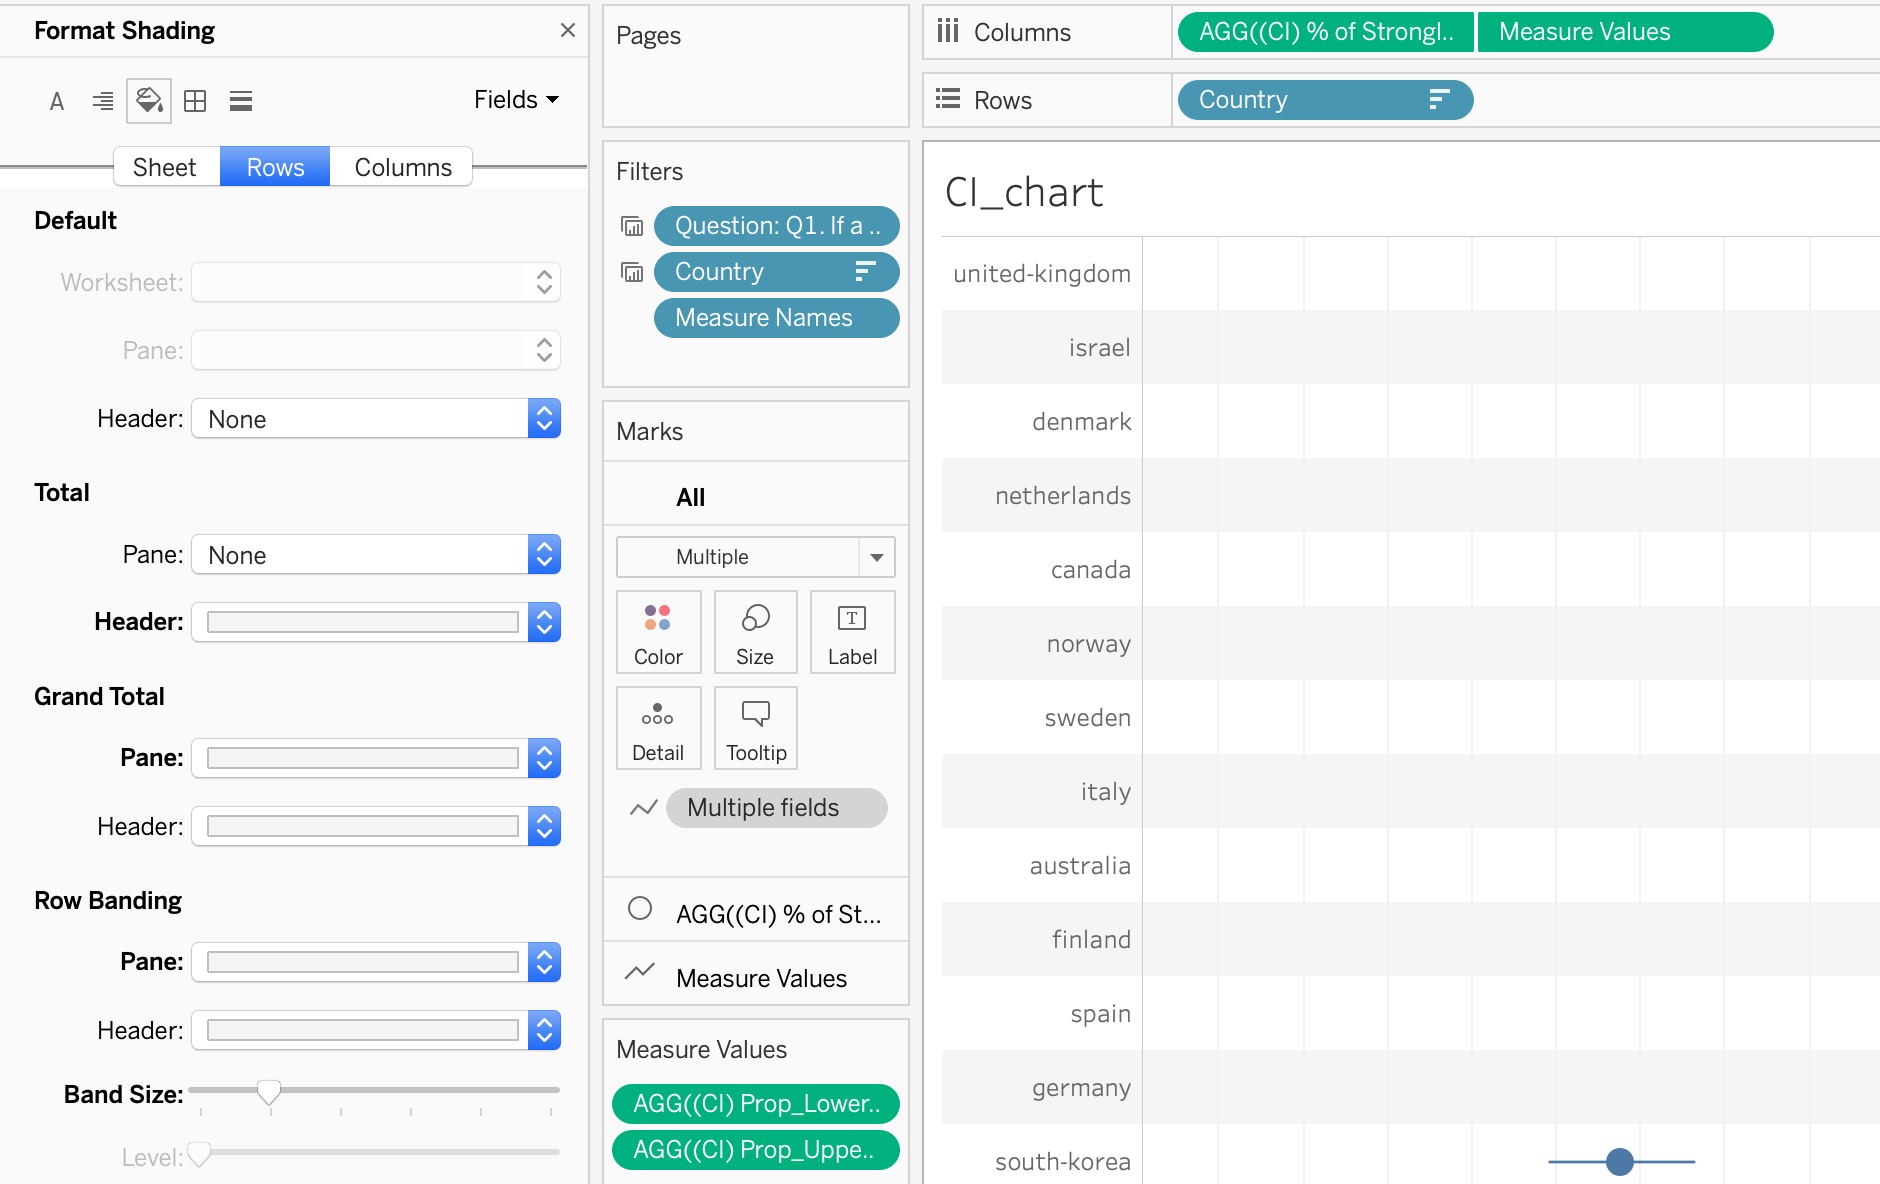 Format Shading
A
Fields
Sheet
Rows
Columns
Default
Worksheet:
Pane:
Header:
None
Total
Pane:
None
Header:
Grand Total
Pane:
Header:
Row Banding
Pane:
Header:
Band Size:
Level:
Pages
Filters
Question: Q1. If a ..
Country
Measure Names
Marks
All
Multiple
Color
Size
T
Label
Detail
Tooltip
Multiple fields
AGG((CI) % of St...
Measure Values
Measure Values
AGG((CI) Prop_Lower..
AGG((CI) Prop_Uppe..
Columns
AGG((CI) % of Strongl..
Measure Values
Rows
Country
CI_chart
united-kingdom
israel
denmark
netherlands
canada
norway
sweden
italy
australia
finland
spain
germany
south-korea